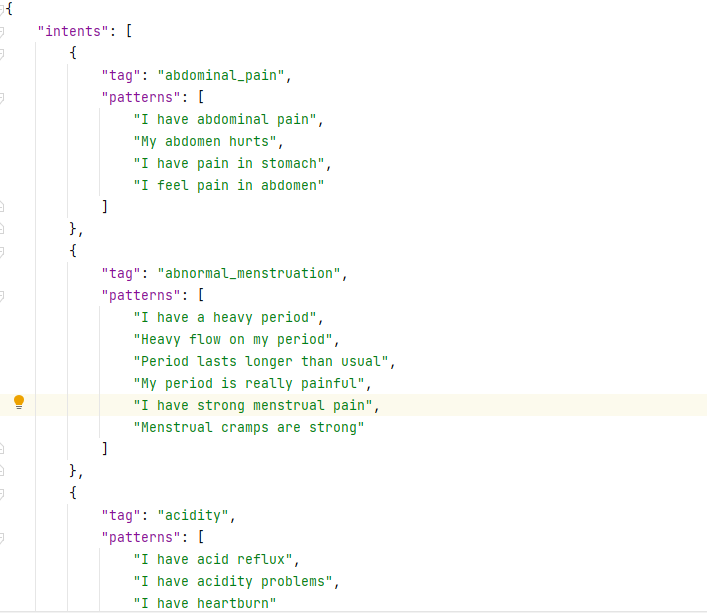 {
    "intents": [
        {
            "tag": "abdominal_pain",
            "patterns": [
                "I have abdominal pain",
                "My abdomen hurts",
                "I have pain in stomach",
                "I feel pain in abdomen"
            ]
        },
        {
            "tag": "abnormal_menstruation",
            "patterns": [
                "I have a heavy period",
                "Heavy flow on my period",
                "Period lasts longer than usual",
                "My period is really painful",
                "I have strong menstrual pain",
                "Menstrual cramps are strong"
            ]
        },
        {
            "tag": "acidity",
            "patterns": [
                "I have acid reflux",
                "I have acidity problems",
                "I have heartburn"